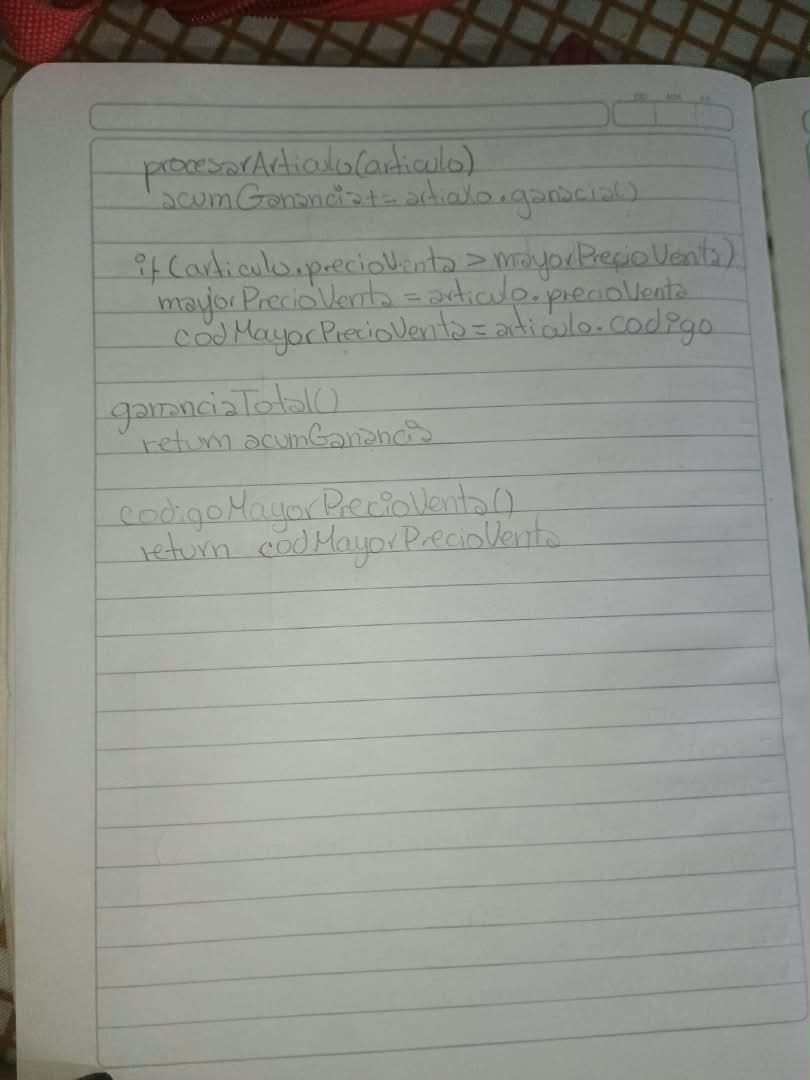 procesarArticulo(articulo)
acumGanancia+= articulo.ganacia()
if (articulo.precioVenta > mayorPrecioVenta)
mayorPrecioVenta = articulo.precioVenta
codMayorPrecioVenta = articulo.codigo
gananciaTotal()
return acumGanancia
codigoMayorPrecioVenta()
return codMayorPrecioVenta